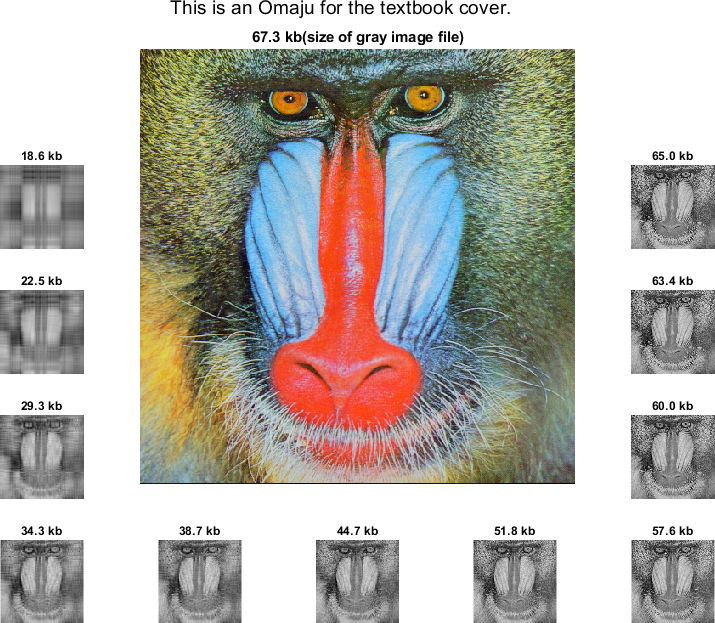 This is an Omaju for the textbook cover.
67.3 kb(size of gray image file)
18.6 kb
65.0 kb
22.5 kb
63.4 kb
29.3 kb
60.0 kb
34.3 kb
38.7 kb
44.7 kb
51.8 kb
57.6 kb